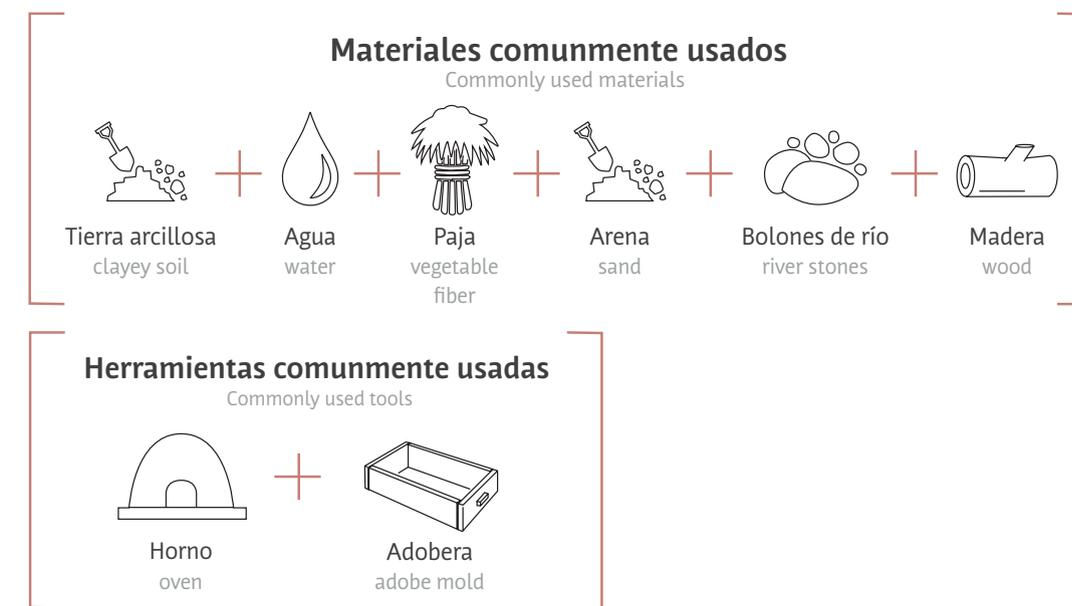 Materiales comunmente usados
Commonly used materials
Tierra arcillosa
clayey soil
Agua
water
Paja
vegetable
fiber
Arena
sand
Bolones de río
river stones
Madera
wood
Herramientas comunmente usadas
Commonly used tools
Horno
oven
Adobera
adobe mold